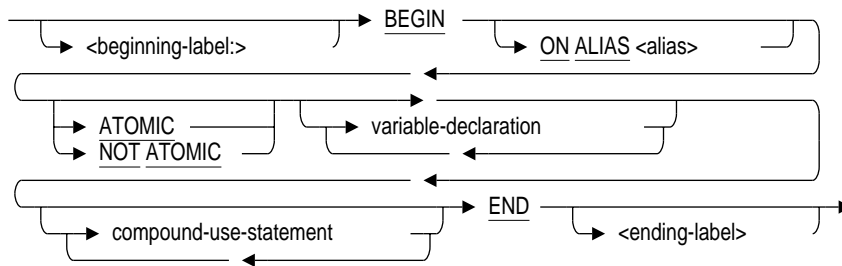 BEGIN
<beginning-label:> ON ALIAS <alias>
ATOMIC variable-declaration
NOT ATOMIC
END
compound-use-statement <ending-label>